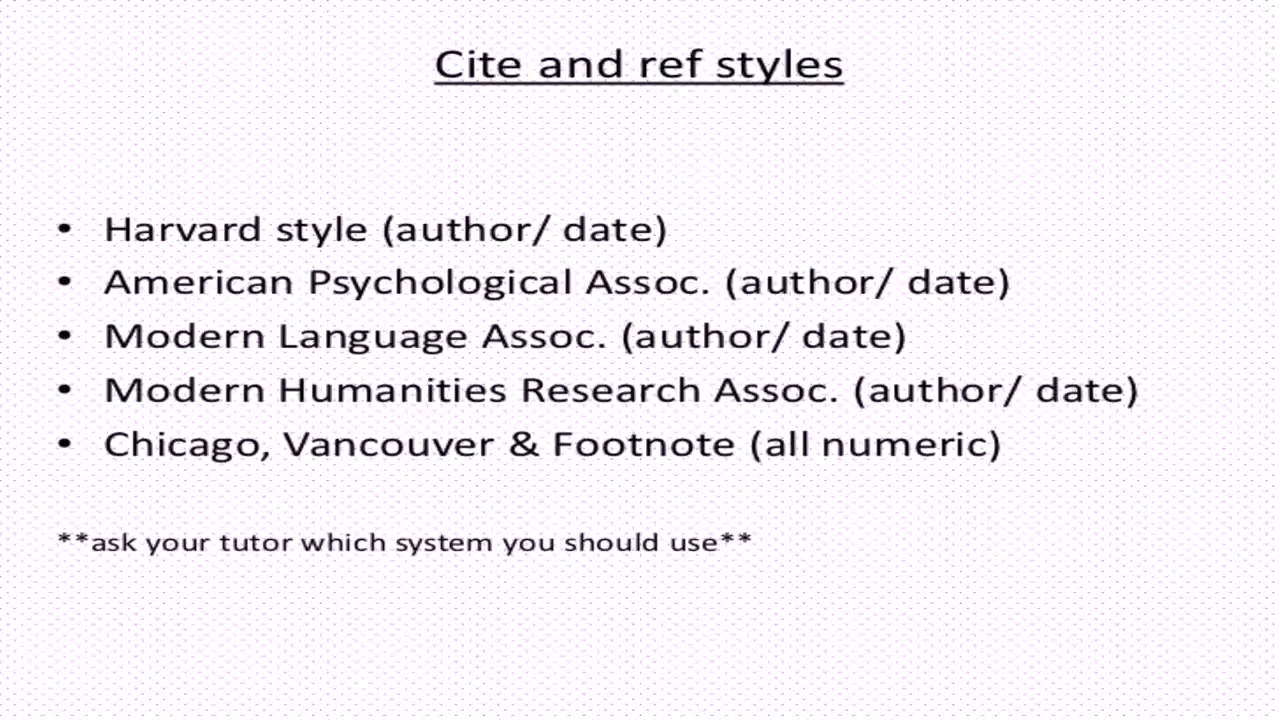 Cite and ref styles
• Harvard style (author/ date)
• American Psychological Assoc. (author/ date)
• Modern Language Assoc. (author/ date)
• Modern Humanities Research Assoc. (author/ date)
• Chicago, Vancouver & Footnote (all numeric)
**ask your tutor which system you should use**